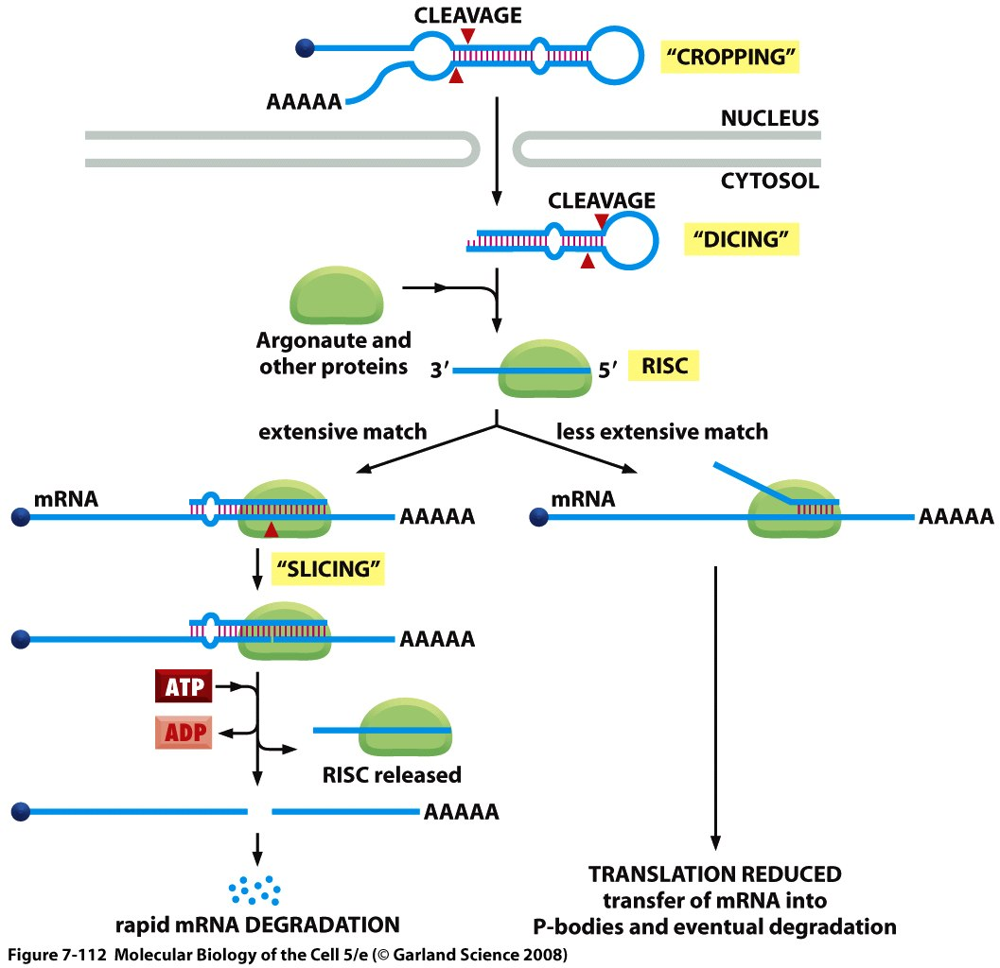 CLEAVAGE
“CROPPING”
AAAAA
NUCLEUS
CYTOSOL
CLEAVAGE
“DICING”
Argonaute and
other proteins
3′
5′
RISC
extensive match
less extensive match
mRNA
AAAAA
mRNA
AAAAA
“SLICING”
AAAAA
ATP
ADP
RISC released
AAAAA
rapid mRNA DEGRADATION
TRANSLATION REDUCED
transfer of mRNA into
P-bodies and eventual degradation
Figure 7-112 Molecular Biology of the Cell 5/e (© Garland Science 2008)